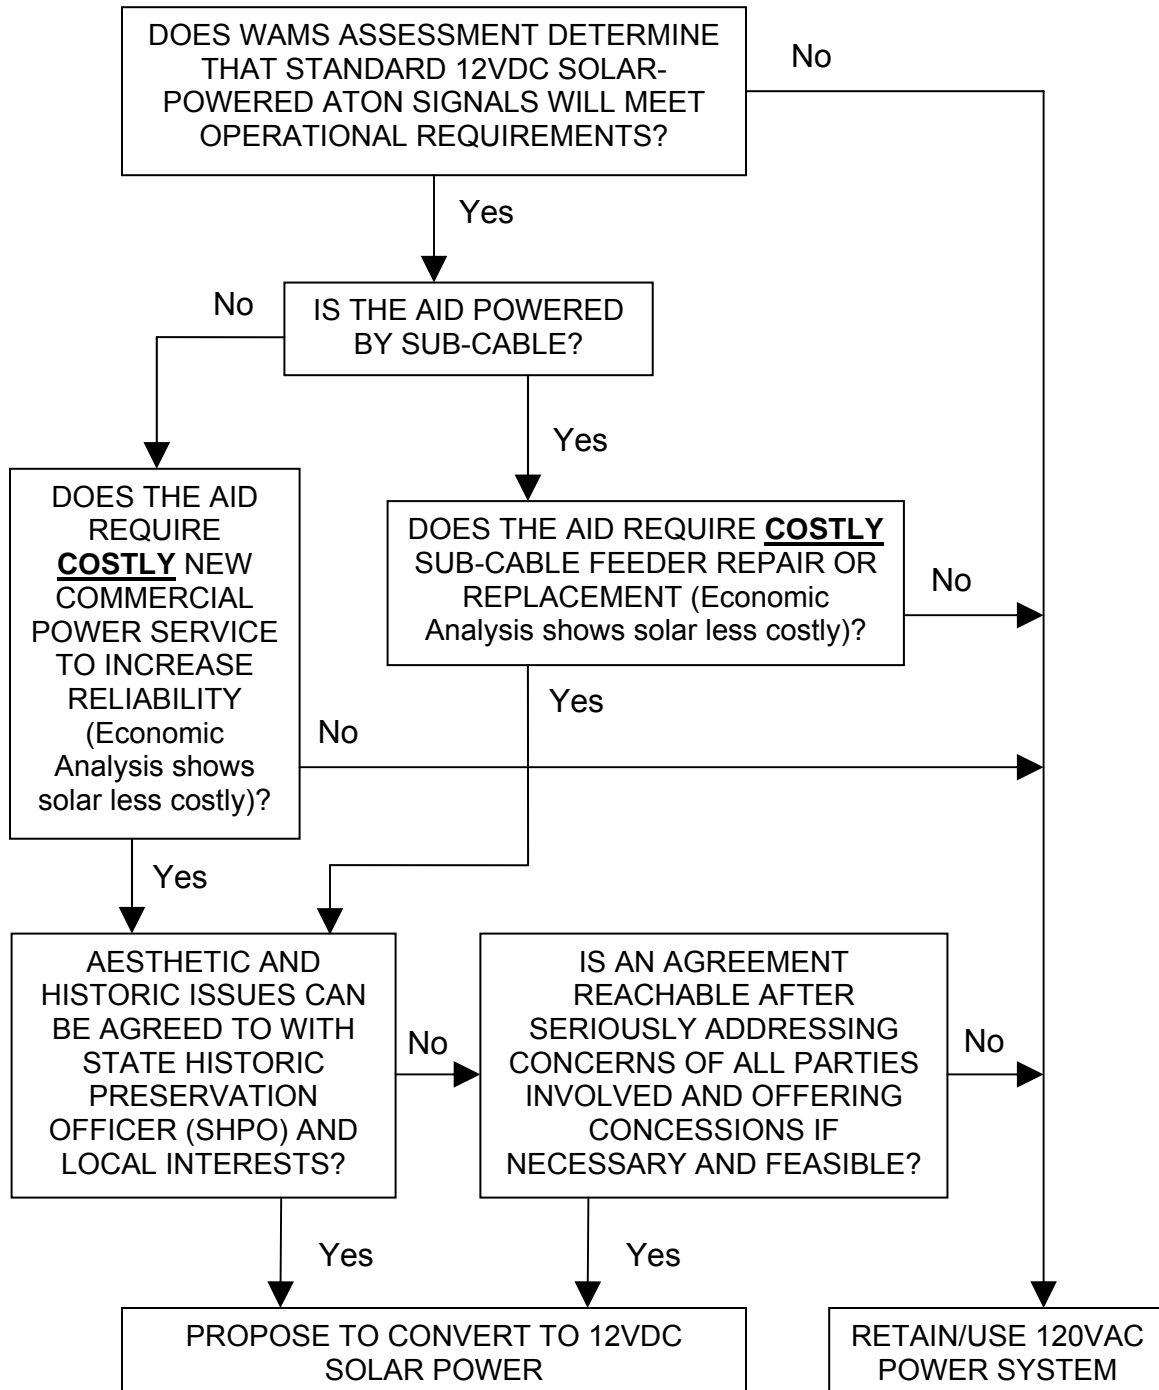 DOES WAMS ASSESSMENT DETERMINE
THAT STANDARD 12VDC SOLAR-
POWERED ATON SIGNALS WILL MEET
OPERATIONAL REQUIREMENTS?
No
Yes
No
IS THE AID POWERED
BY SUB-CABLE?
Yes
DOES THE AID
REQUIRE
COSTLY NEW
COMMERCIAL
POWER SERVICE
TO INCREASE
RELIABILITY
(Economic
Analysis shows
solar less costly)?
DOES THE AID REQUIRE COSTLY
SUB-CABLE FEEDER REPAIR OR
REPLACEMENT (Economic
Analysis shows solar less costly)?
No
Yes
No
Yes
AESTHETIC AND
HISTORIC ISSUES CAN
BE AGREED TO WITH
STATE HISTORIC
PRESERVATION
OFFICER (SHPO) AND
LOCAL INTERESTS?
No
IS AN AGREEMENT
REACHABLE AFTER
SERIOUSLY ADDRESSING
CONCERNS OF ALL PARTIES
INVOLVED AND OFFERING
CONCESSIONS IF
NECESSARY AND FEASIBLE?
No
Yes
Yes
PROPOSE TO CONVERT TO 12VDC
SOLAR POWER
RETAIN/USE 120VAC
POWER SYSTEM